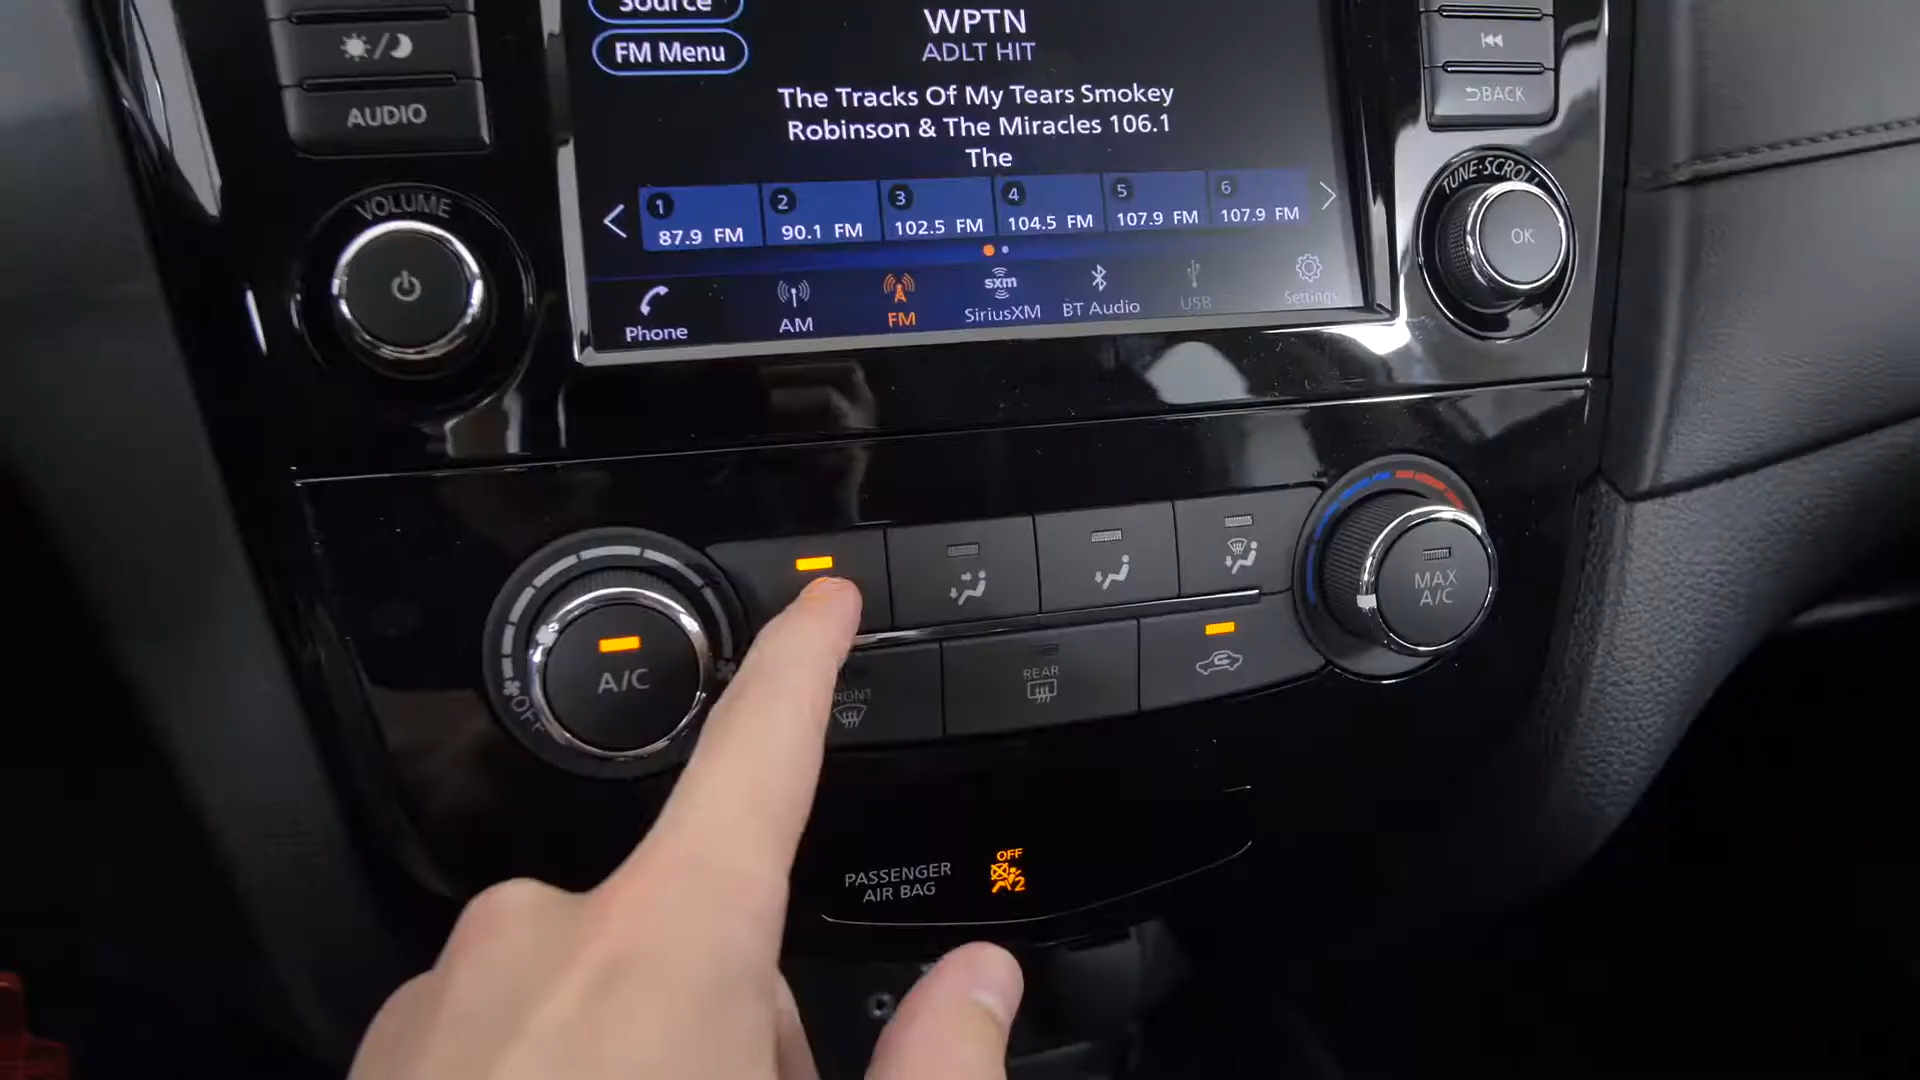 Source
FM Menu
WPTN
ADLT HIT
The Tracks Of My Tears Smokey
Robinson & The Miracles 106.1
The
1 87.9 FM
2 90.1 FM
3 102.5 FM
4 104.5 FM
5 107.9 FM
6 107.9 FM
Phone
AM
FM
sxm
SiriusXM
BT Audio
USB
Settings
AUDIO
VOLUME
BACK
TUNE·SCROLL
OK
A/C
OFF
MAX
A/C
REAR
PASSENGER
AIR BAG
OFF
2